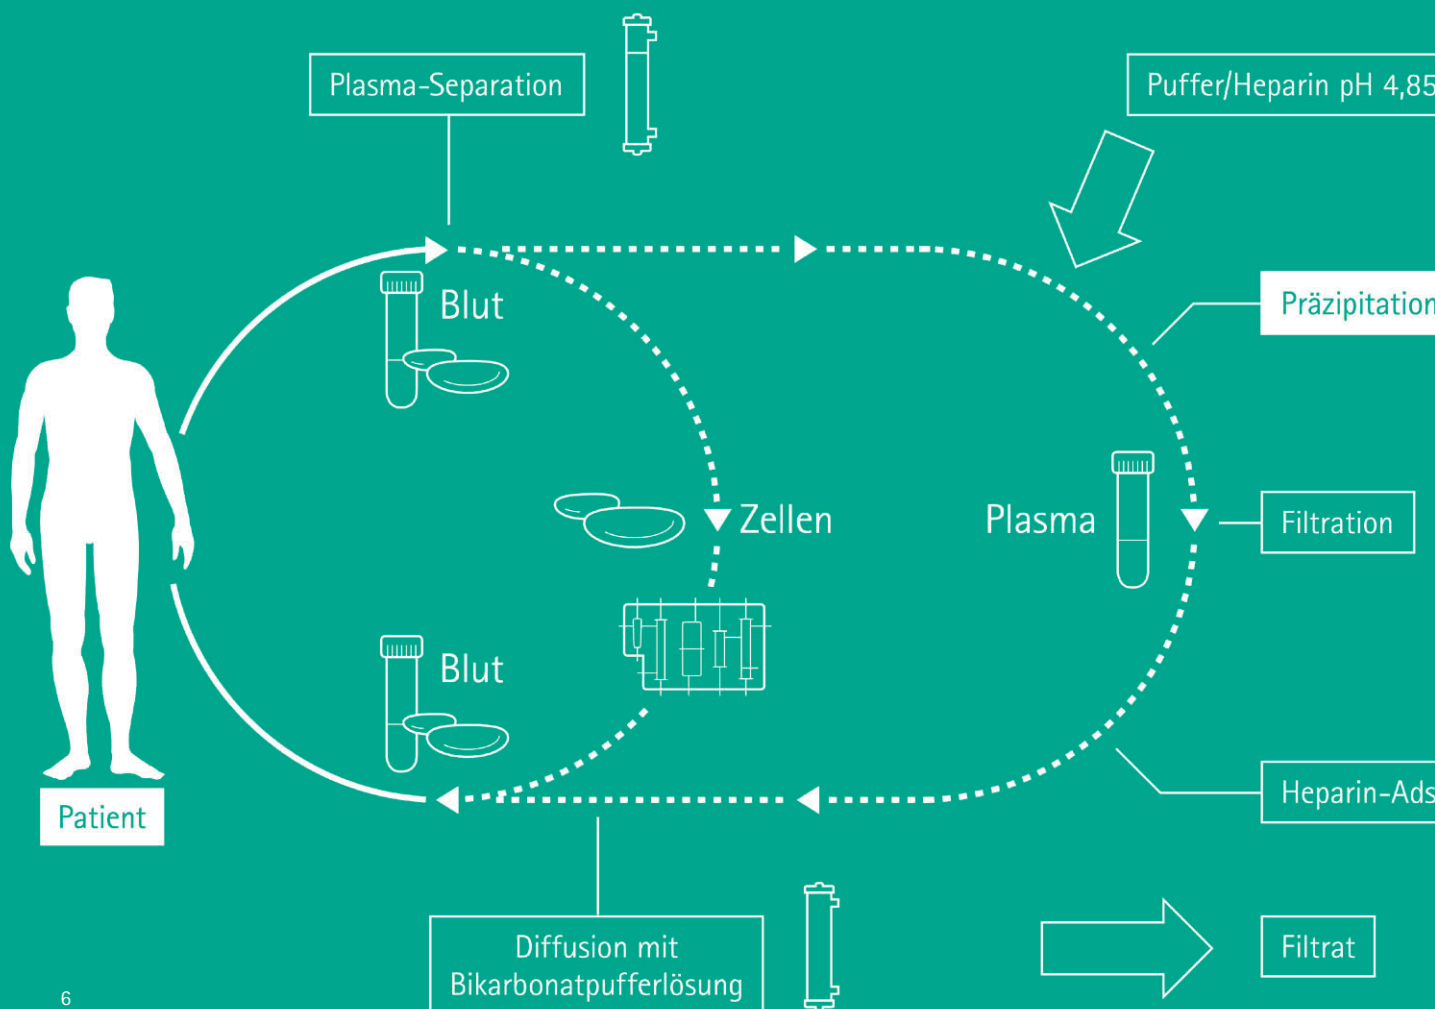 Plasma-Separation
Puffer/Heparin pH 4,85
Blut
Präzipitation
Zellen
Plasma
Filtration
Blut
Heparin-Ads
Patient
Diffusion mit
Bikarbonatpufferlösung
Filtrat
6